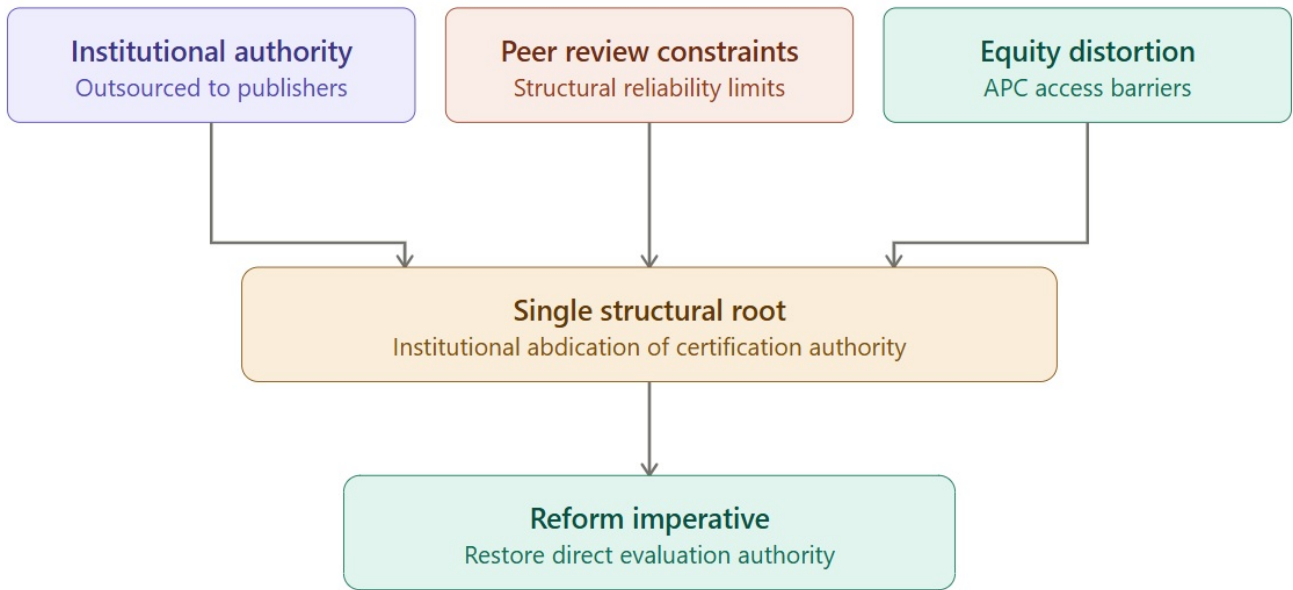 Institutional authority
Outsourced to publishers
Peer review constraints
Structural reliability limits
Equity distortion
APC access barriers
Single structural root
Institutional abdication of certification authority
Reform imperative
Restore direct evaluation authority